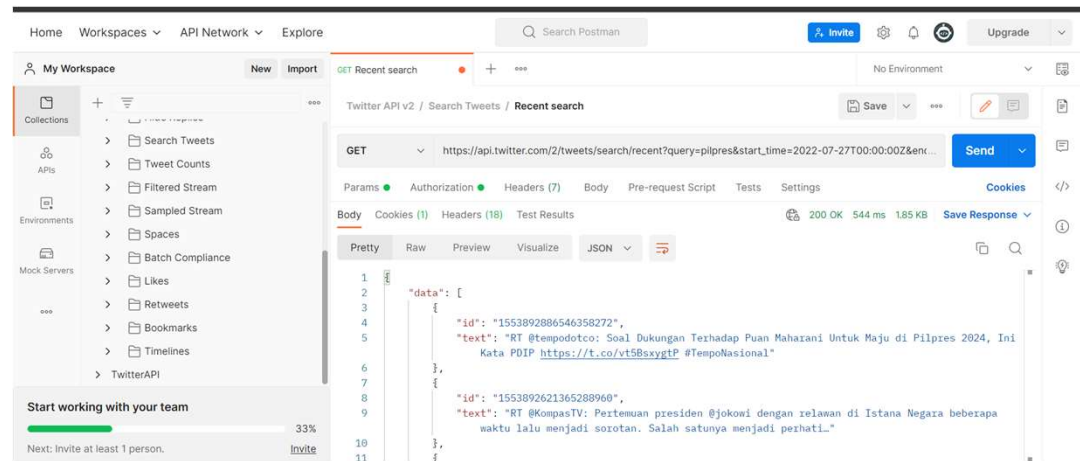 Home Workspaces API Network Explore Search Postman Invite Upgrade
My Workspace New Import GET Recent search No Environment
Collections
APIs
Environments
Mock Servers
Search Tweets
Tweet Counts
Filtered Stream
Sampled Stream
Spaces
Batch Compliance
Likes
Retweets
Bookmarks
Timelines
TwitterAPI
Start working with your team
33%
Next: Invite at least 1 person. Invite
Twitter API v2 / Search Tweets / Recent search Save
GET https://api.twitter.com/2/tweets/search/recent?query=pilpres&start_time=2022-07-27T00:00:00Z&enc... Send
Params Authorization Headers (7) Body Pre-request Script Tests Settings Cookies
Body Cookies (1) Headers (18) Test Results 200 OK 544 ms 1.85 KB Save Response
Pretty Raw Preview Visualize JSON
1 {
2 "data": [
3 {
4 "id": "1553892886546358272",
5 "text": "RT @tempodotco: Soal Dukungan Terhadap Puan Maharani Untuk Maju di Pilpres 2024, Ini
Kata PDIP https://t.co/vt5BsxygtP #TempoNasional"
6 },
7 {
8 "id": "1553892621365288960",
9 "text": "RT @KompasTV: Pertemuan presiden @jokowi dengan relawan di Istana Negara beberapa
waktu lalu menjadi sorotan. Salah satunya menjadi perhati…"
10 },
11 {